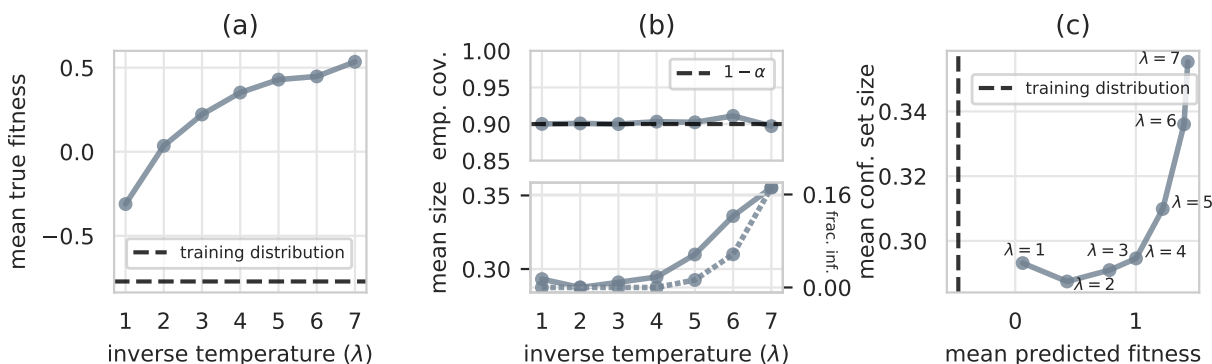 (a)
mean true fitness
0.5
0.0
−0.5
training distribution
1 2 3 4 5 6 7
inverse temperature (λ)
(b)
emp. cov.
1.00
0.95
0.90
0.85
1 − α
mean size
0.35
0.30
0.16
0.00
frac. inf.
1 2 3 4 5 6 7
inverse temperature (λ)
(c)
mean conf. set size
0.34
0.32
0.30
training distribution
λ = 7
λ = 6
λ = 5
λ = 1
λ = 3
λ = 4
λ = 2
0 1
mean predicted fitness